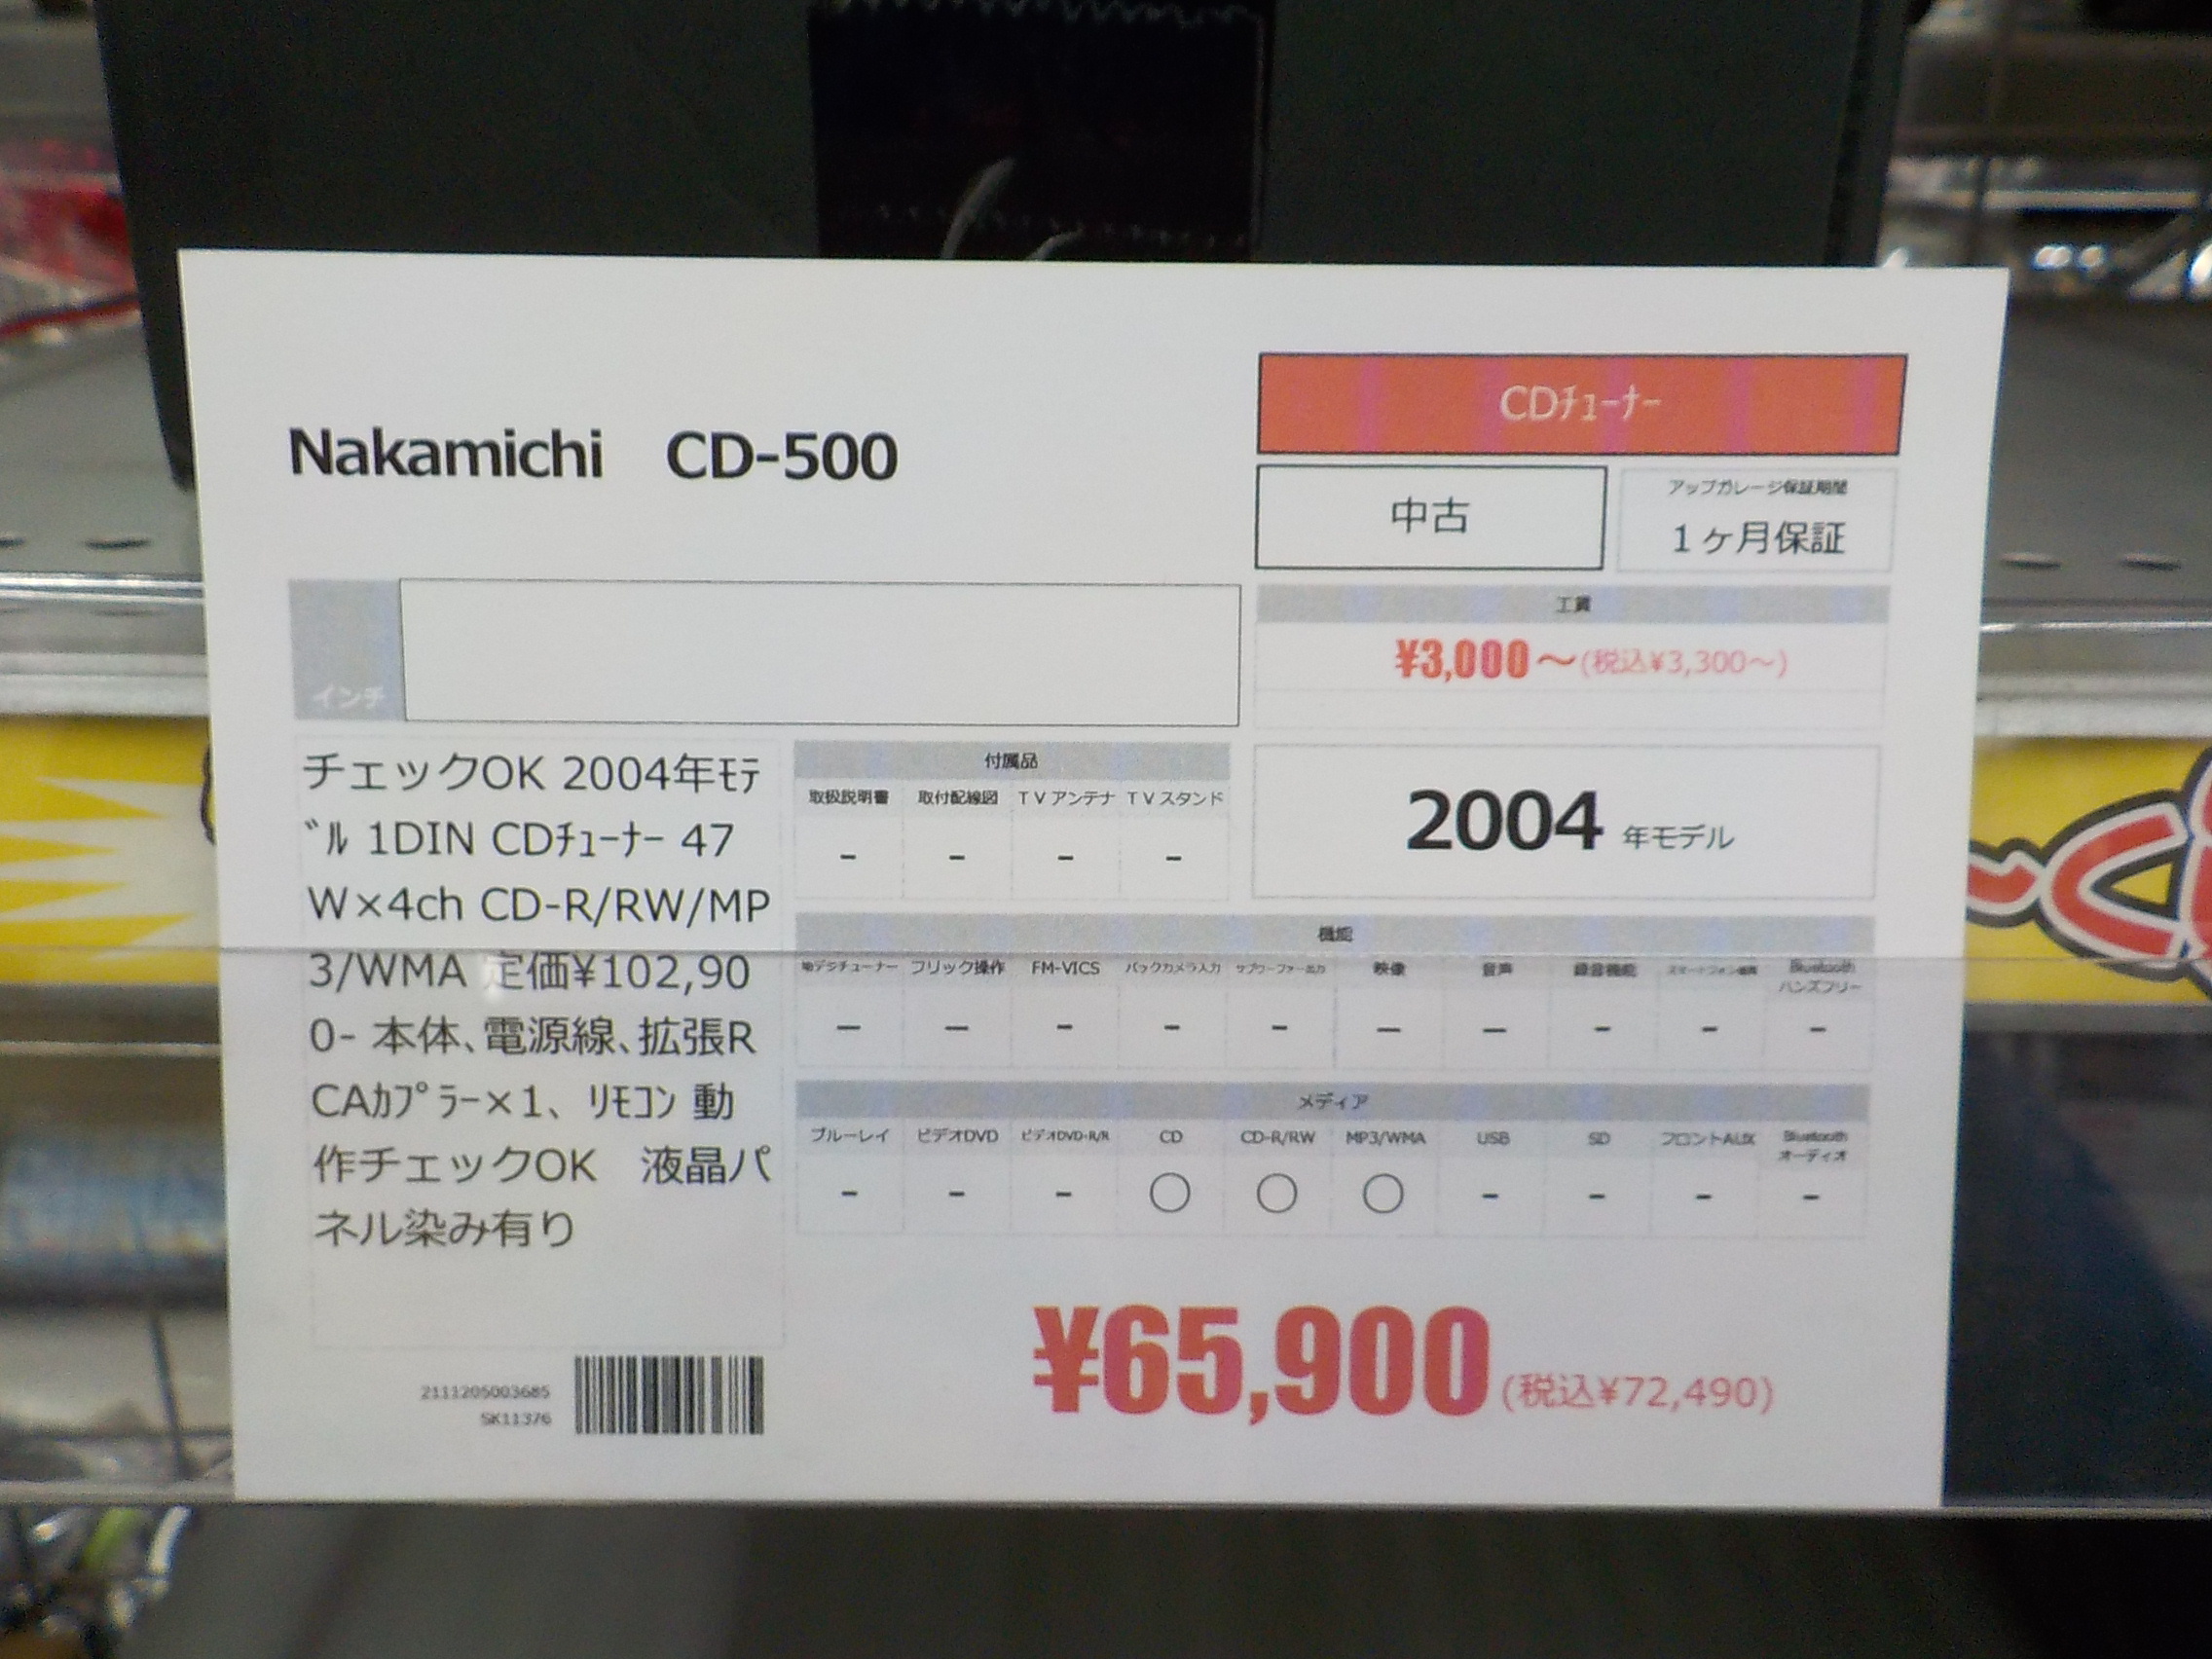 Nakamichi　CD-500
CDﾁｭｰﾅｰ
中古
アップガレージ保証期間
1ヶ月保証
インチ
工賃
¥3,000～(税込¥3,300～)
2004 年モデル
チェックOK 2004年ﾓﾃ
ﾞﾙ 1DIN CDﾁｭｰﾅｰ 47
W×4ch CD-R/RW/MP
3/WMA 定価¥102,90
0- 本体､電源線､拡張R
CAｶﾌﾟﾗｰ×1、ﾘﾓｺﾝ 動
作チェックOK　液晶パ
ネル染み有り
付属品
取扱説明書 取付配線図 TVアンテナ TVスタンド
- - - -
機能
地デジチューナー フリック操作 FM-VICS バックカメラ入力 サブウーファー出力 映像 音声 録音機能 スマートフォン連携 Bluetooth
ハンズフリー
- - - - - - - - - -
メディア
ブルーレイ ビデオDVD ビデオDVD-R/R CD CD-R/RW MP3/WMA USB SD フロントAUX Bluetooth
オーディオ
- - - ○ ○ ○ - - - -
¥65,900 (税込¥72,490)
2111205003685
SK11376